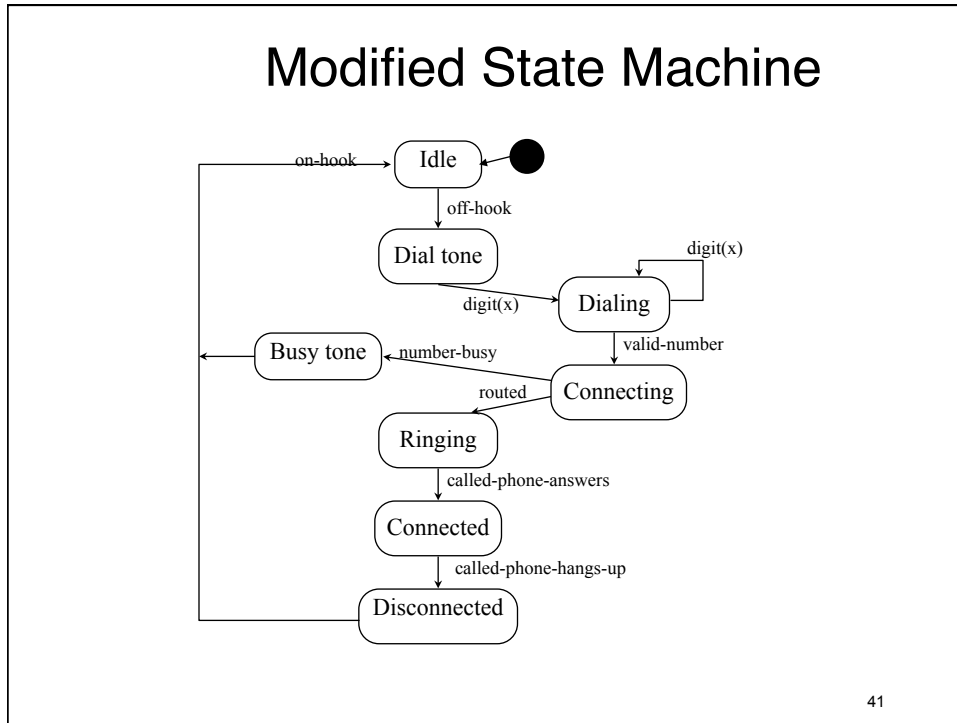 Modified State Machine
on-hook
Idle
off-hook
Dial tone
digit(x)
digit(x)
Dialing
valid-number
Busy tone
number-busy
Connecting
routed
Ringing
called-phone-answers
Connected
called-phone-hangs-up
Disconnected
41